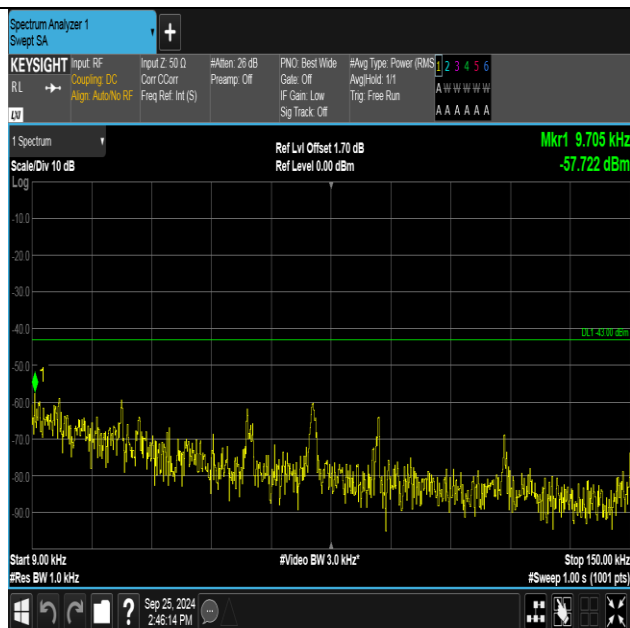 Spectrum Analyzer 1
Swept SA
+
KEYSIGHT
RL
LXI
Input: RF
Coupling: DC
Align: Auto/No RF
Input Z: 50 Ω
Corr CCorr
Freq Ref: Int (S)
#Atten: 26 dB
Preamp: Off
PNO: Best Wide
Gate: Off
IF Gain: Low
Sig Track: Off
#Avg Type: Power (RMS
Avg|Hold: 1/1
Trig: Free Run
1 2 3 4 5 6
A W W W W W
A A A A A A
1 Spectrum
Scale/Div 10 dB
Log
Ref Lvl Offset 1.70 dB
Ref Level 0.00 dBm
Mkr1 9.705 kHz
-57.722 dBm
-10.0
-20.0
-30.0
-40.0
DL1 -43.00 dBm
-50.0
1
-60.0
-70.0
-80.0
-90.0
Start 9.00 kHz
#Res BW 1.0 kHz
#Video BW 3.0 kHz*
Stop 150.00 kHz
#Sweep 1.00 s (1001 pts)
?
Sep 25, 2024
2:46:14 PM